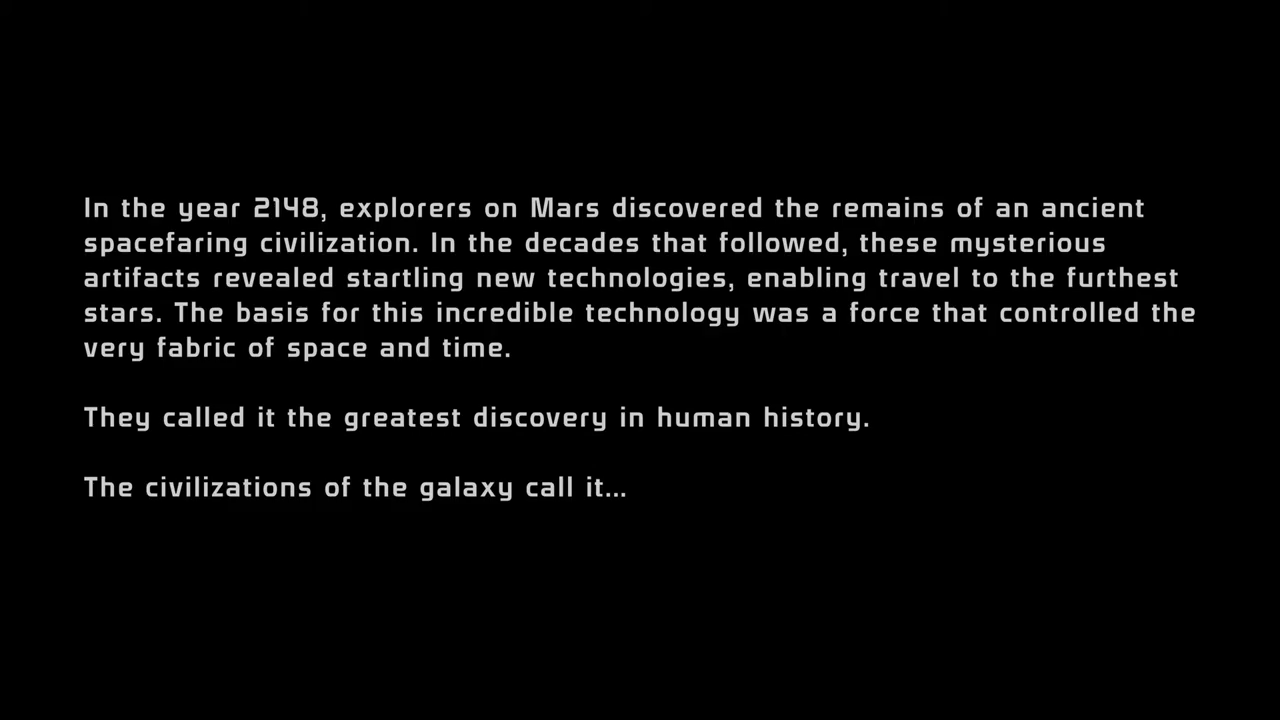 In the year 2148, explorers on Mars discovered the remains of an ancient
spacefaring civilization. In the decades that followed, these mysterious
artifacts revealed startling new technologies, enabling travel to the furthest
stars. The basis for this incredible technology was a force that controlled the
very fabric of space and time.
They called it the greatest discovery in human history.
The civilizations of the galaxy call it...